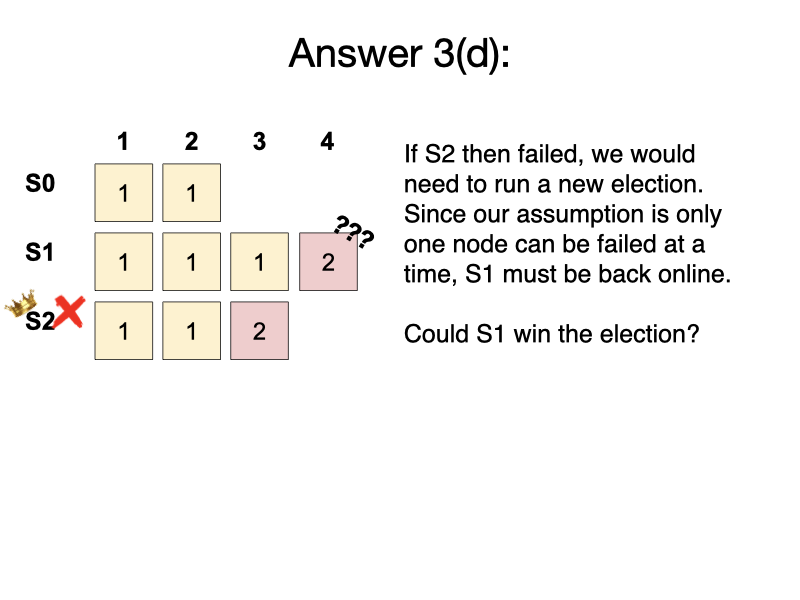 Answer 3(d):
1 2 3 4
S0 1 1
S1 1 1 1 2 ???
S2 1 1 2
If S2 then failed, we would
need to run a new election.
Since our assumption is only
one node can be failed at a
time, S1 must be back online.
Could S1 win the election?